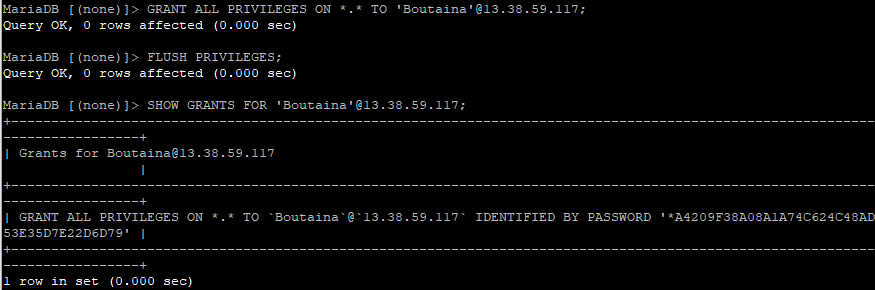 MariaDB [(none)]> GRANT ALL PRIVILEGES ON *.* TO 'Boutaina'@13.38.59.117;
Query OK, 0 rows affected (0.000 sec)
MariaDB [(none)]> FLUSH PRIVILEGES;
Query OK, 0 rows affected (0.000 sec)
MariaDB [(none)]> SHOW GRANTS FOR 'Boutaina'@13.38.59.117;
+------------------------------------------------------------------------------------------------------------
-----------------+
| Grants for Boutaina@13.38.59.117
                 |
+------------------------------------------------------------------------------------------------------------
-----------------+
| GRANT ALL PRIVILEGES ON *.* TO `Boutaina`@`13.38.59.117` IDENTIFIED BY PASSWORD '*A4209F38A08A1A74C624C48AD
53E35D7E22D6D79' |
+------------------------------------------------------------------------------------------------------------
-----------------+
1 row in set (0.000 sec)